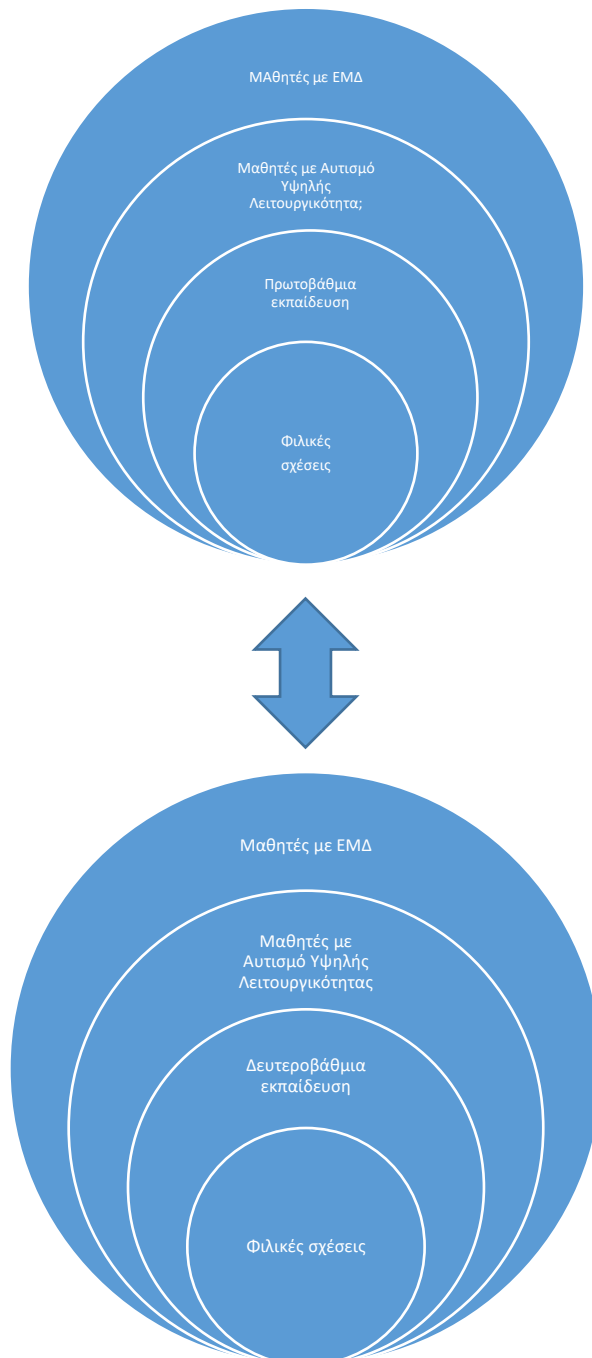 ΜΑθητές με ΕΜΔ
Μαθητές με Αυτισμό
Υψηλής
Λειτουργικότητα;
Πρωτοβάθμια
εκπαίδευση
Φιλικές
σχέσεις
Μαθητές με ΕΜΔ
Μαθητές με
Αυτισμό Υψηλής
Λειτουργικότητας
Δευτεροβάθμια
εκπαίδευση
Φιλικές σχέσεις